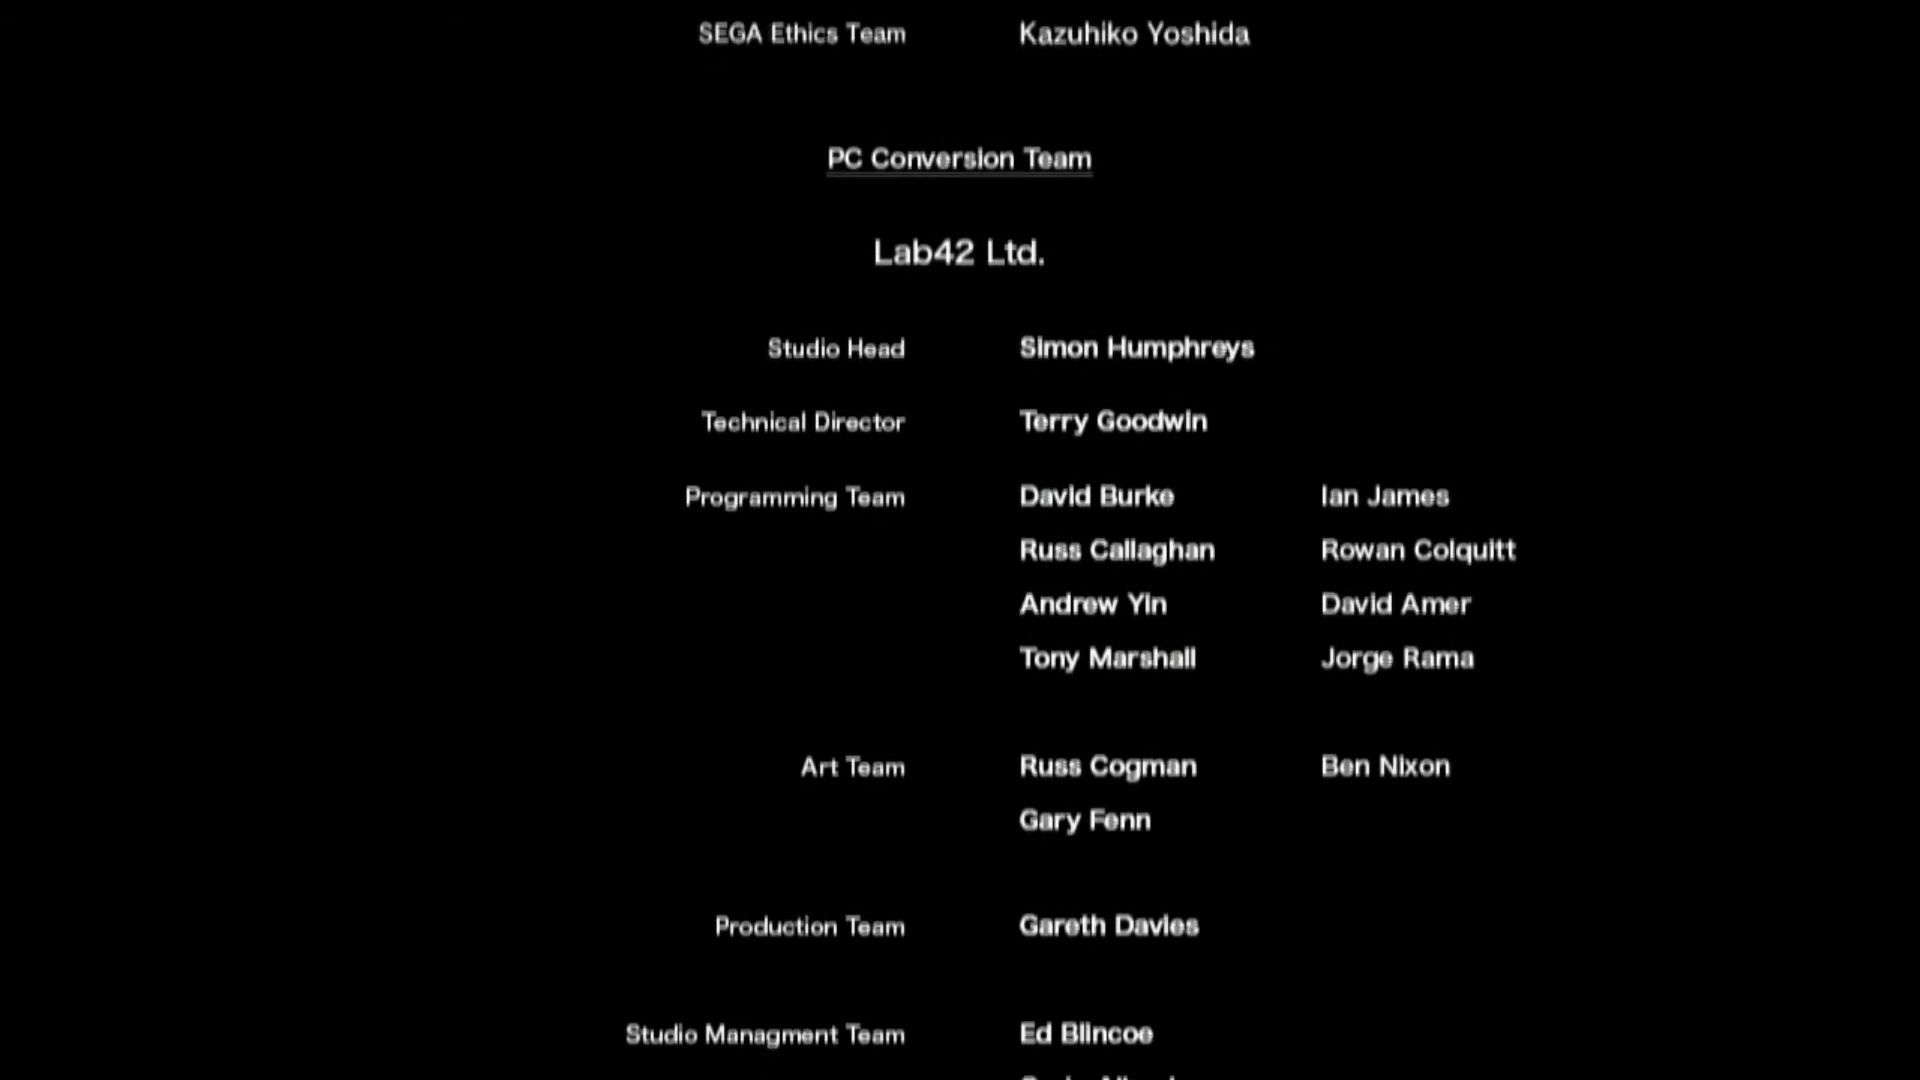 SEGA Ethics Team Kazuhiko Yoshida
PC Conversion Team
Lab42 Ltd.
Studio Head Simon Humphreys
Technical Director Terry Goodwin
Programming Team David Burke Ian James
Russ Callaghan Rowan Colquitt
Andrew Yin David Amer
Tony Marshall Jorge Rama
Art Team Russ Cogman Ben Nixon
Gary Fenn
Production Team Gareth Davies
Studio Managment Team Ed Blincoe